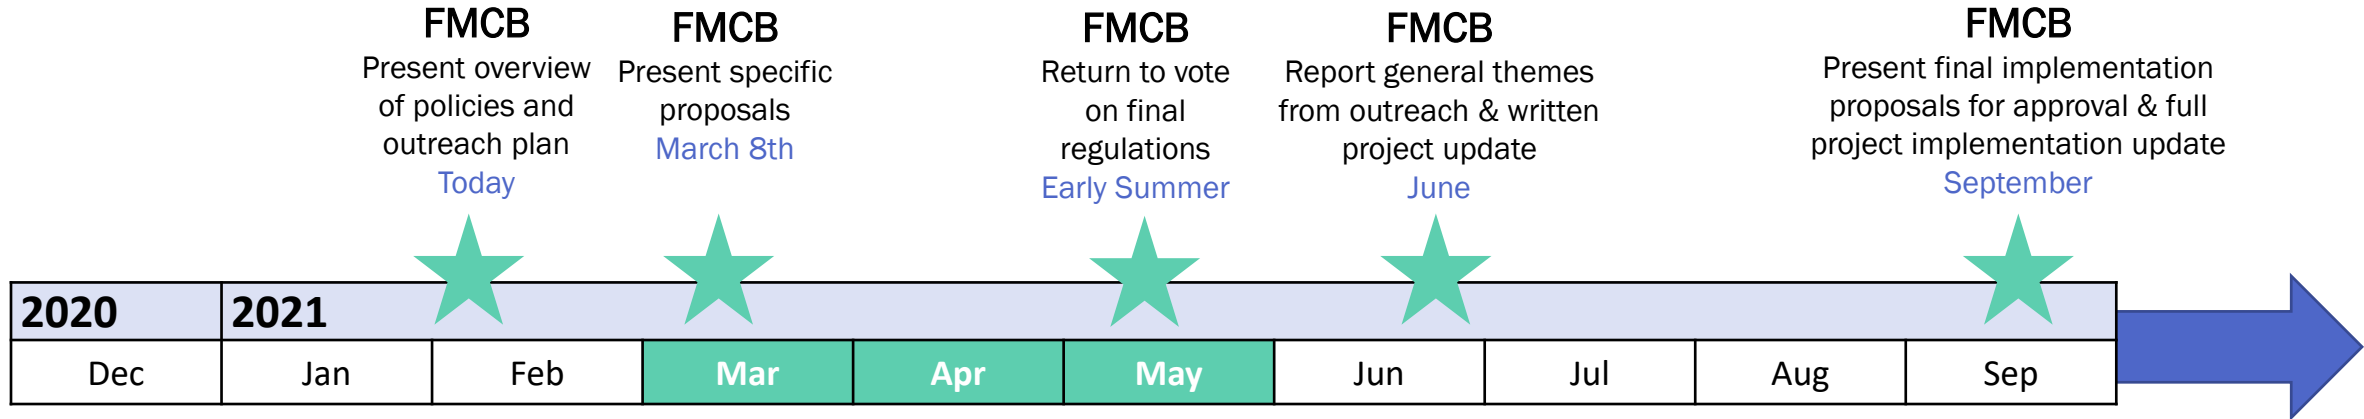 FMCB
Present overview
of policies and
outreach plan
Today
FMCB
Present specific
proposals
March 8th
FMCB
Return to vote
on final
regulations
Early Summer
FMCB
Report general themes
from outreach & written
project update
June
FMCB
Present final implementation
proposals for approval & full
project implementation update
September
2020
2021
Dec
Jan
Feb
Mar
Apr
May
Jun
Jul
Aug
Sep